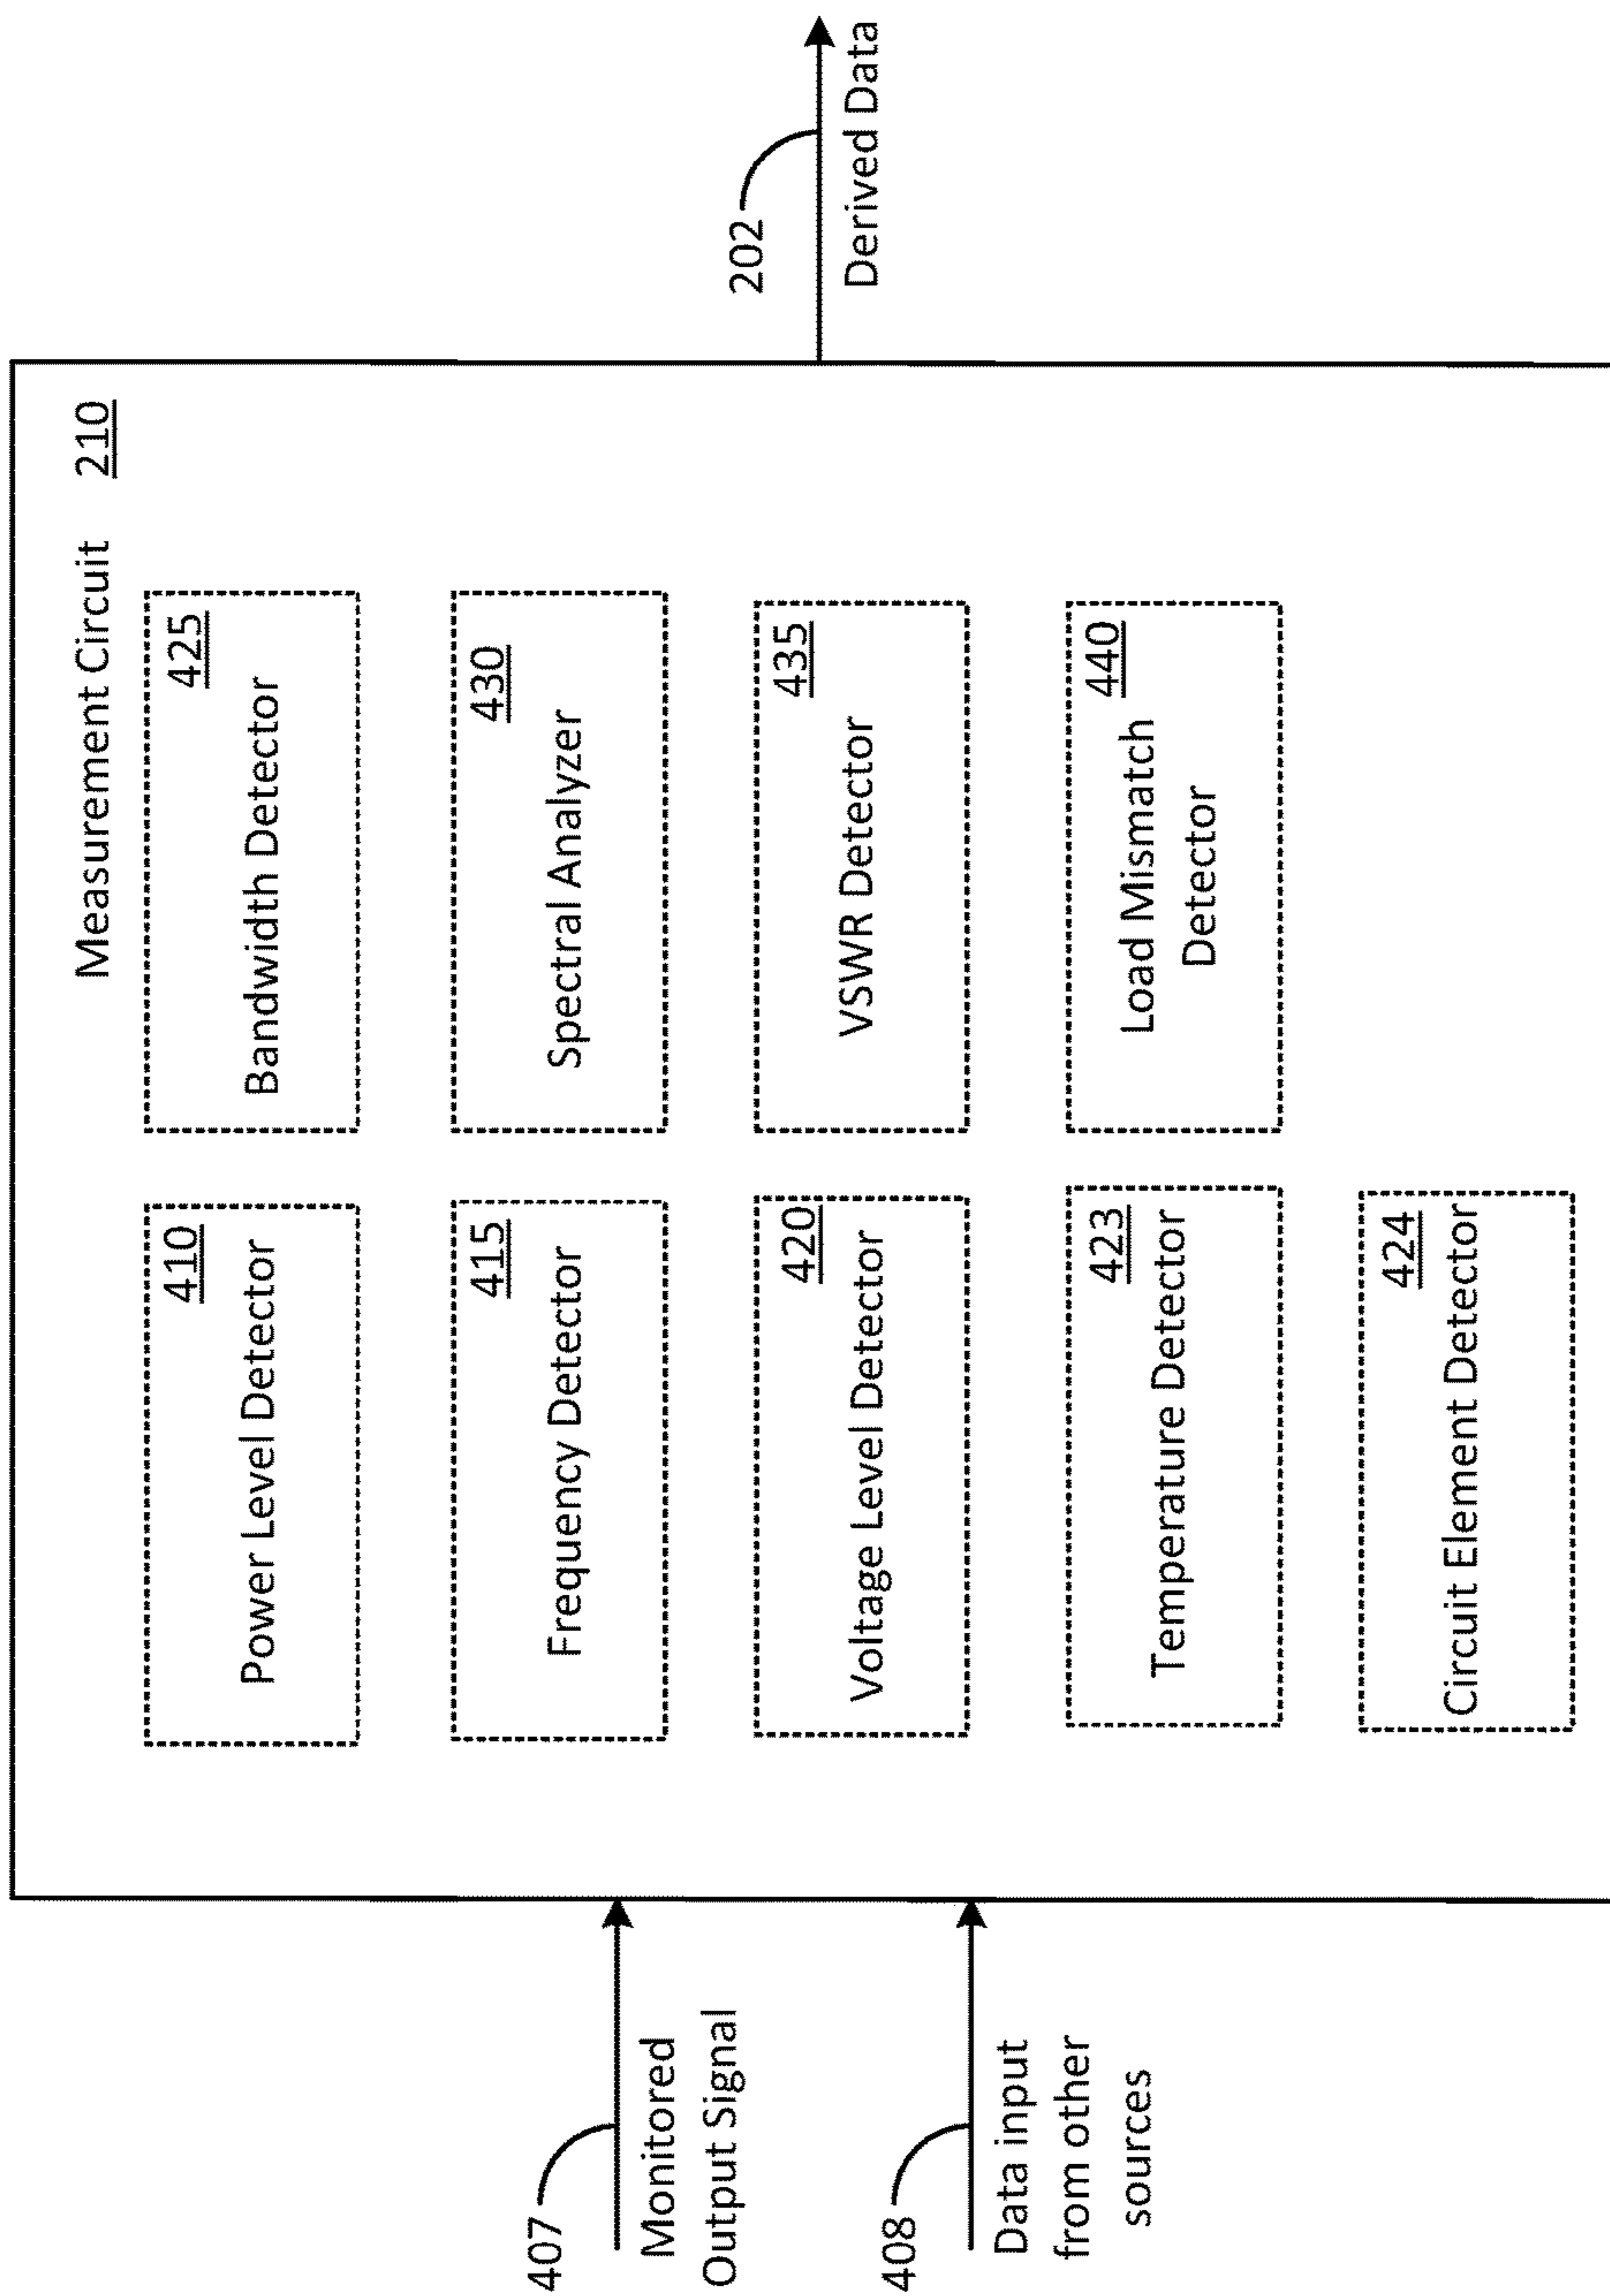 Measurement Circuit 210
410
Power Level Detector
425
Bandwidth Detector
415
Frequency Detector
430
Spectral Analyzer
420
Voltage Level Detector
435
VSWR Detector
423
Temperature Detector
440
Load Mismatch
Detector
424
Circuit Element Detector
407
Monitored
Output Signal
408
Data input
from other
sources
202
Derived Data